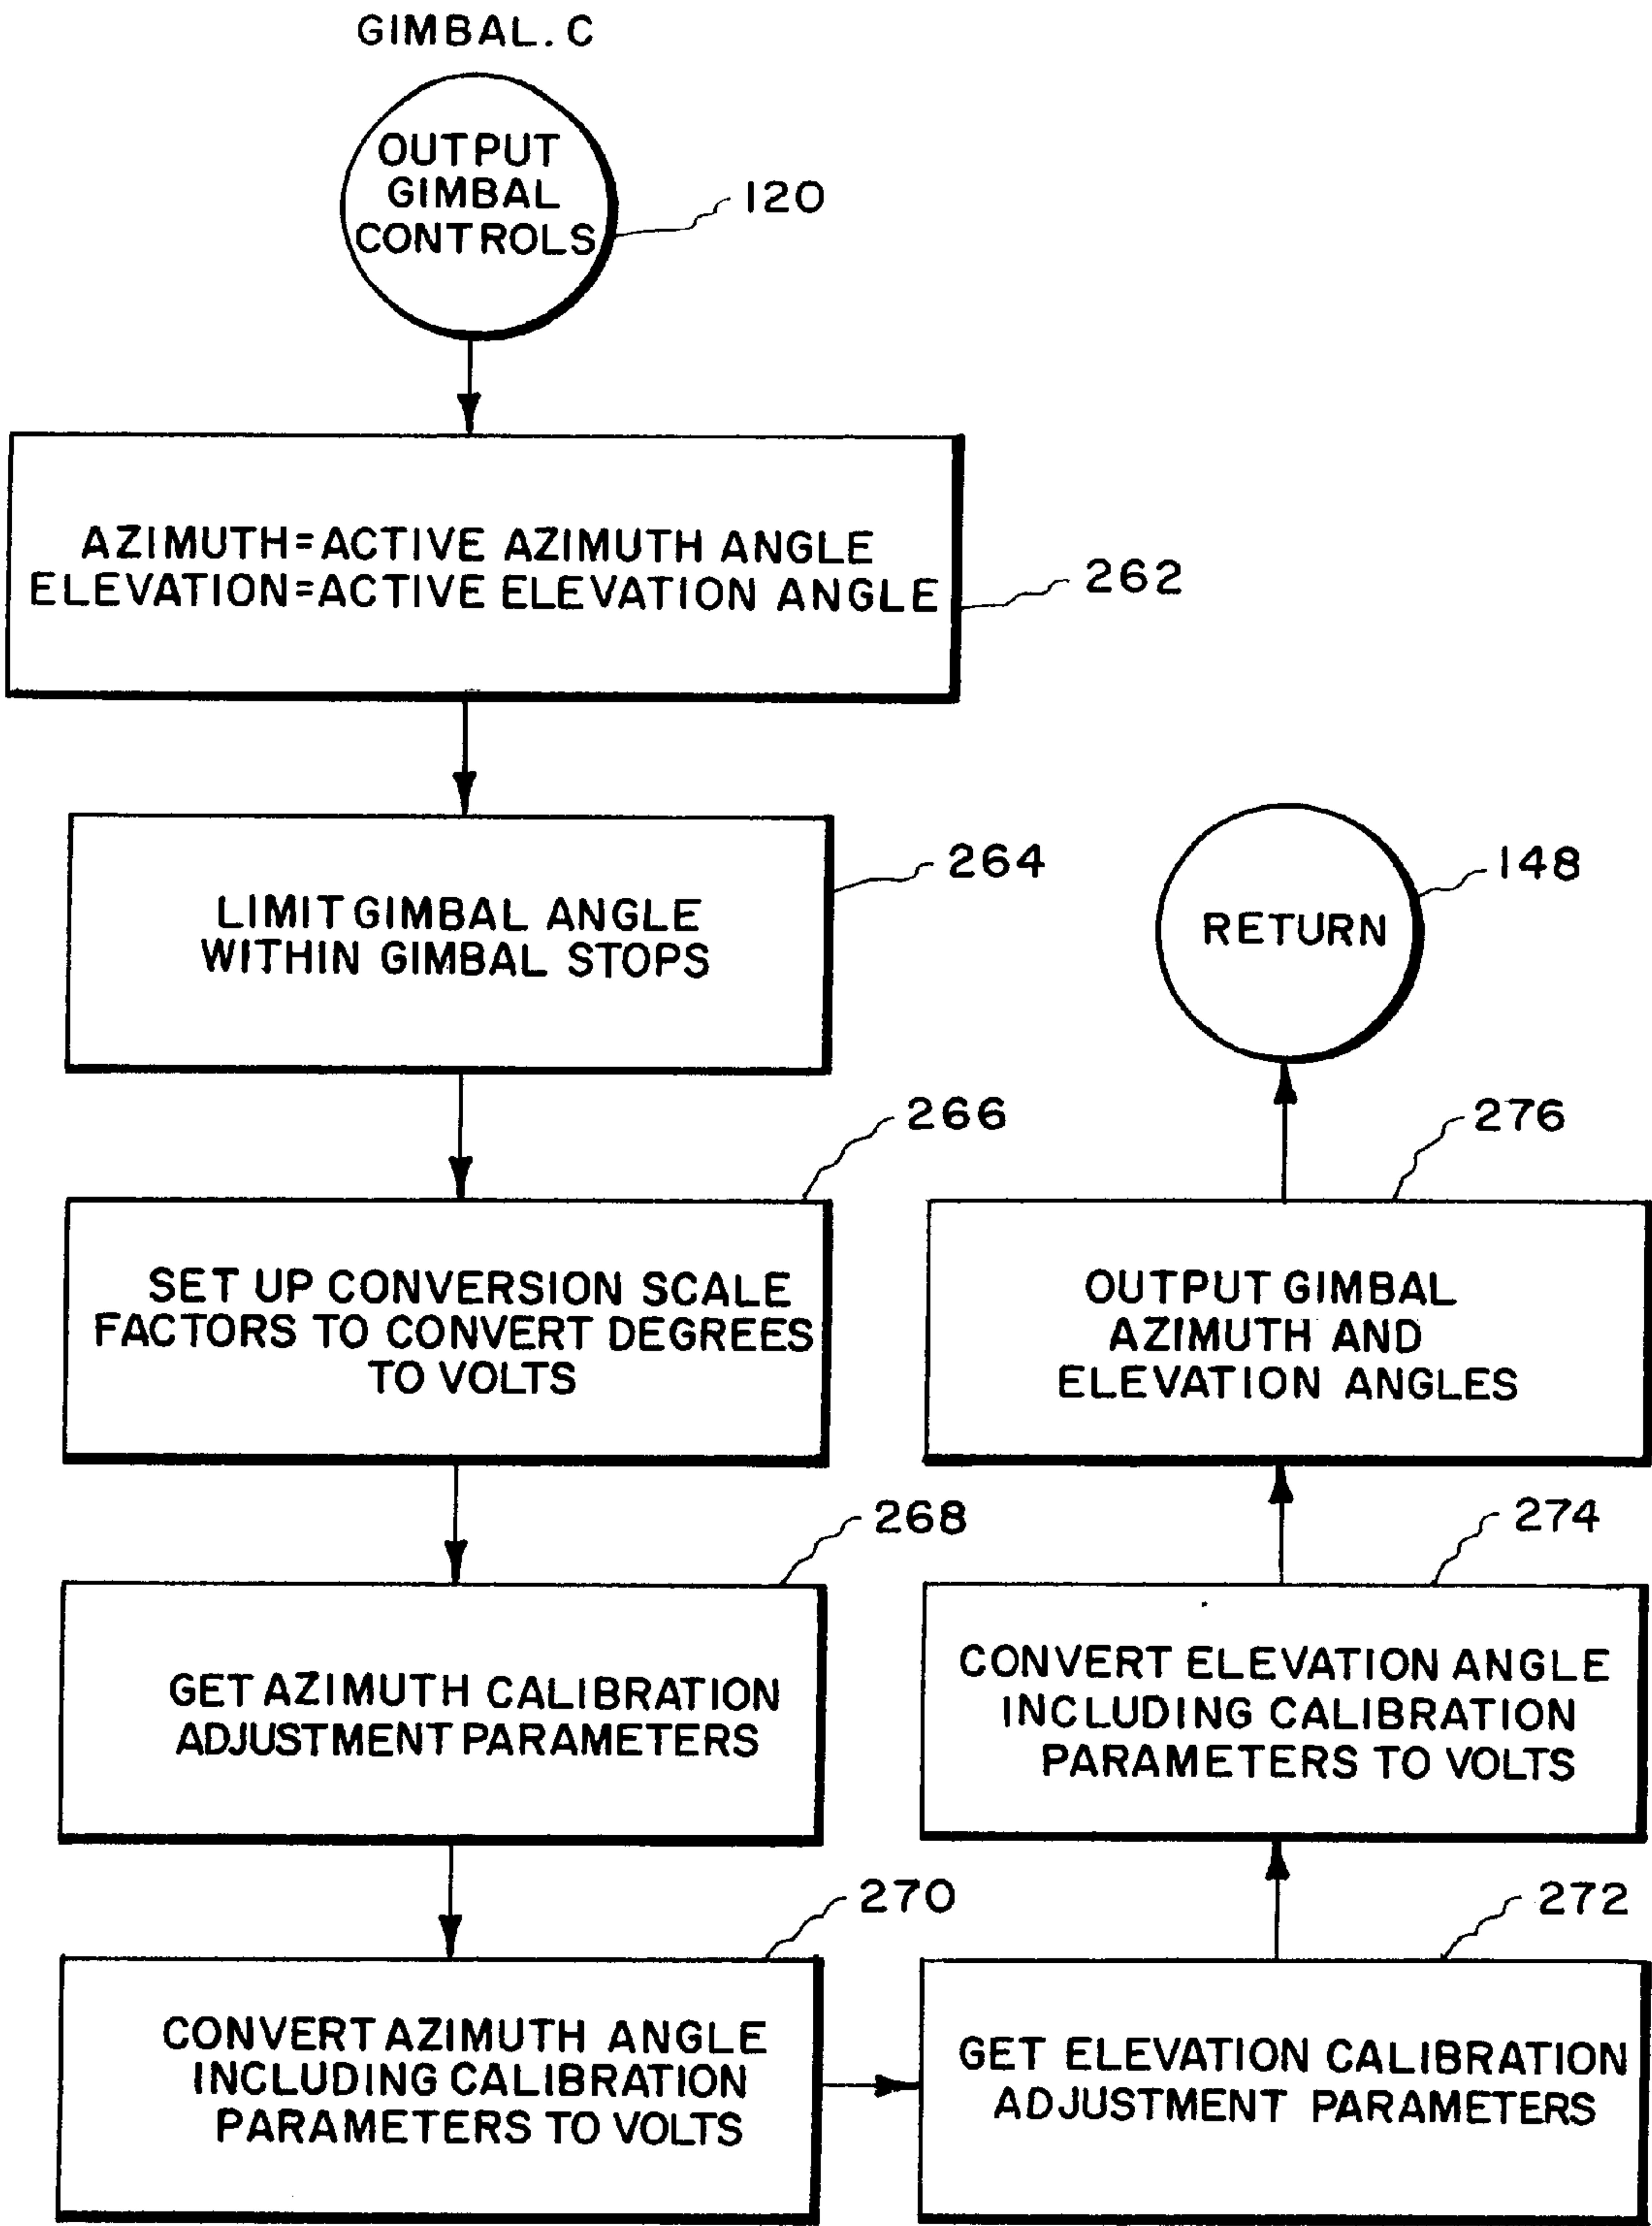 GIMBAL.C
OUTPUT
GIMBAL
CONTROLS
120
AZIMUTH=ACTIVE AZIMUTH ANGLE
ELEVATION=ACTIVE ELEVATION ANGLE
262
LIMIT GIMBAL ANGLE
WITHIN GIMBAL STOPS
264
SET UP CONVERSION SCALE
FACTORS TO CONVERT DEGREES
TO VOLTS
266
GET AZIMUTH CALIBRATION
ADJUSTMENT PARAMETERS
268
CONVERT AZIMUTH ANGLE
INCLUDING CALIBRATION
PARAMETERS TO VOLTS
270
GET ELEVATION CALIBRATION
ADJUSTMENT PARAMETERS
272
CONVERT ELEVATION ANGLE
INCLUDING CALIBRATION
PARAMETERS TO VOLTS
274
OUTPUT GIMBAL
AZIMUTH AND
ELEVATION ANGLES
276
RETURN
148